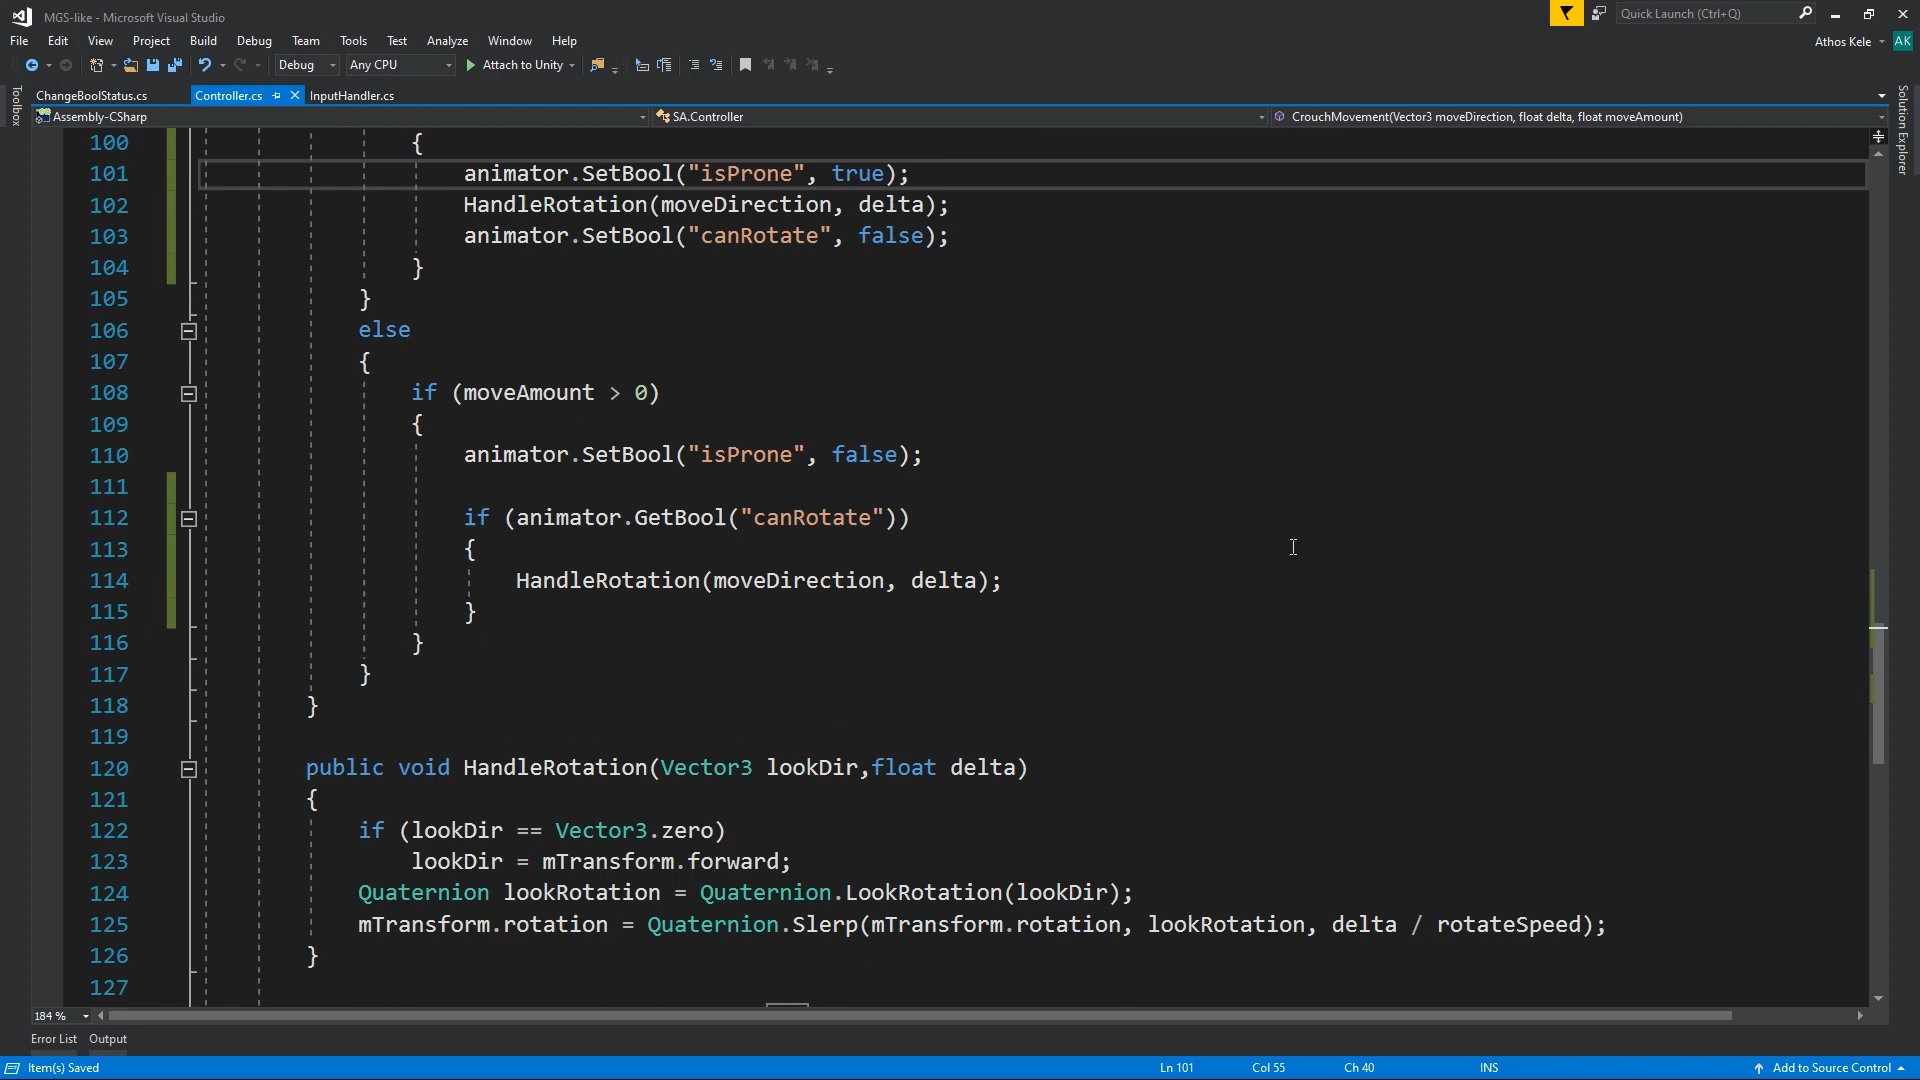 MGS-like - Microsoft Visual Studio
Quick Launch (Ctrl+Q)
File Edit View Project Build Debug Team Tools Test Analyze Window Help
Athos Kele AK
Debug Any CPU Attach to Unity
Toolbox
ChangeBoolStatus.cs Controller.cs InputHandler.cs
Solution Explorer
Assembly-CSharp SA.Controller CrouchMovement(Vector3 moveDirection, float delta, float moveAmount)
100 {
101 animator.SetBool("isProne", true);
102 HandleRotation(moveDirection, delta);
103 animator.SetBool("canRotate", false);
104 }
105 }
106 else
107 {
108 if (moveAmount > 0)
109 {
110 animator.SetBool("isProne", false);
111
112 if (animator.GetBool("canRotate"))
113 {
114 HandleRotation(moveDirection, delta);
115 }
116 }
117 }
118 }
119
120 public void HandleRotation(Vector3 lookDir,float delta)
121 {
122 if (lookDir == Vector3.zero)
123 lookDir = mTransform.forward;
124 Quaternion lookRotation = Quaternion.LookRotation(lookDir);
125 mTransform.rotation = Quaternion.Slerp(mTransform.rotation, lookRotation, delta / rotateSpeed);
126 }
127
184 %
Error List Output
Item(s) Saved Ln 101 Col 55 Ch 40 INS Add to Source Control